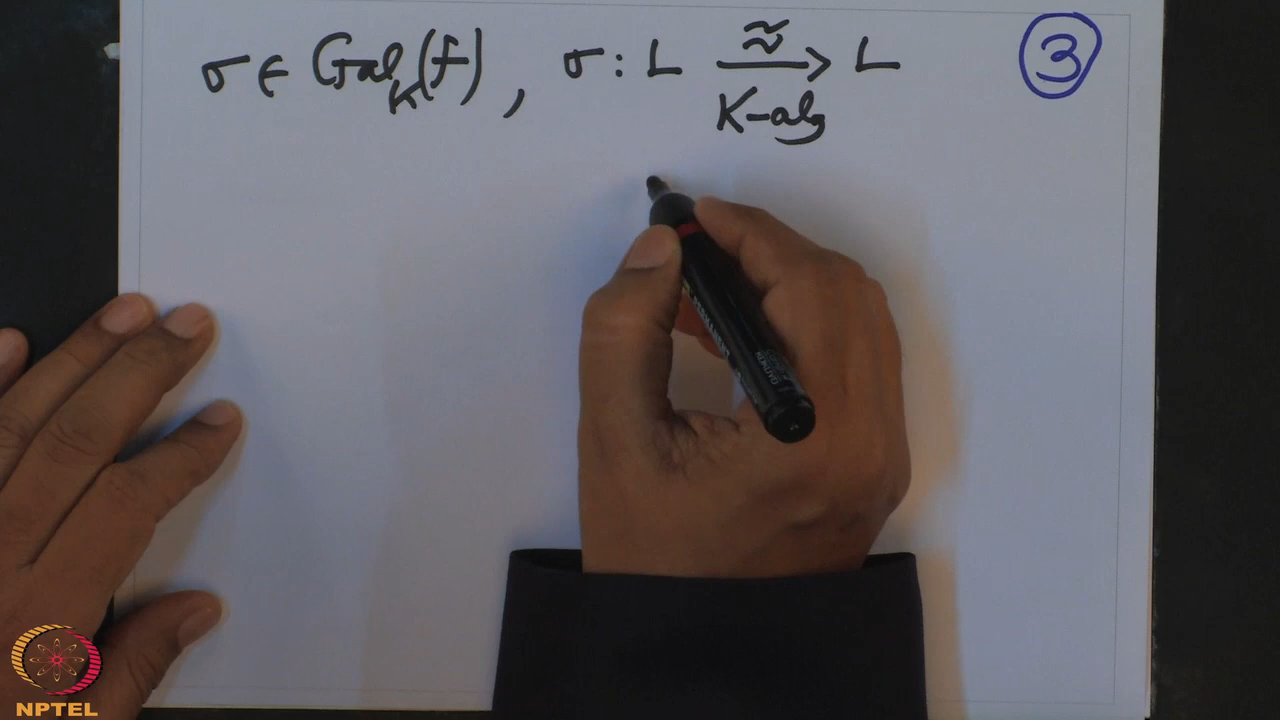 σ ∈ Gal_K(f), σ : L ≈→ L ③
K-alg
NPTEL